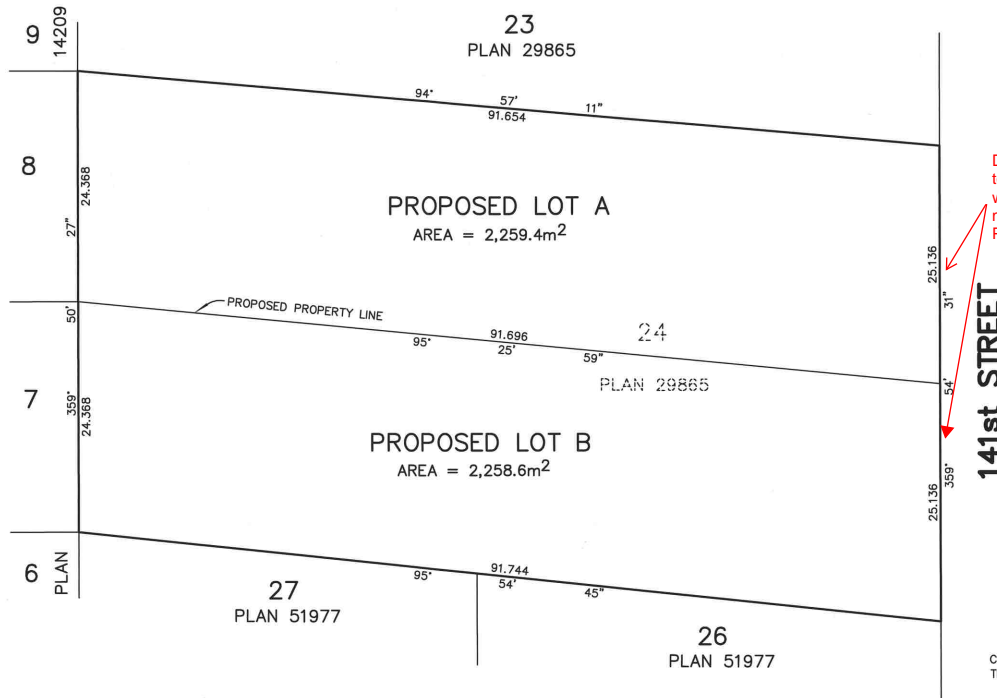 9
14209
23
PLAN 29865
94° 57' 11"
91.654
8
24.368
27"
PROPOSED LOT A
AREA = 2,259.4m²
25.136
31"
50'
PROPOSED PROPERTY LINE
91.696
95° 25' 59"
24
PLAN 29865
54'
141st STREET
7
359°
24.368
PROPOSED LOT B
AREA = 2,258.6m²
359°
25.136
6
PLAN
91.744
95° 54' 45"
27
PLAN 51977
26
PLAN 51977